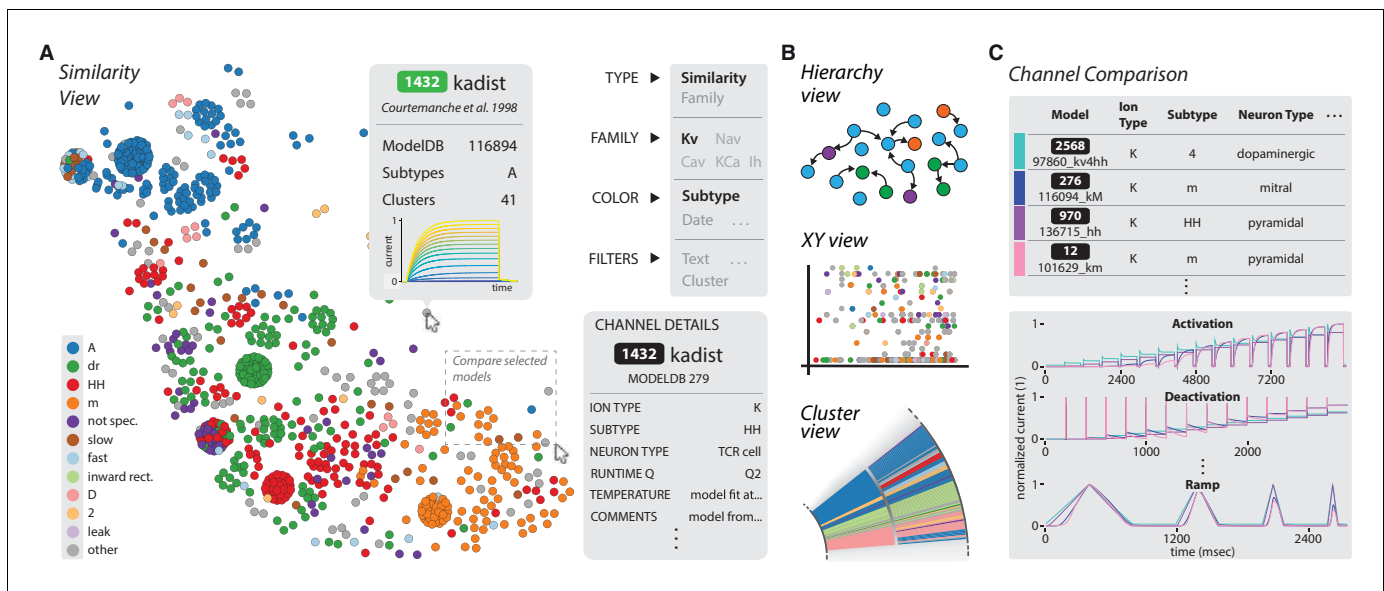 A
Similarity
View
1432 kadist
Courtemanche et al. 1998
ModelDB 116894
Subtypes A
Clusters 41
1
current
0
time
TYPE ▶ Similarity
Family
FAMILY ▶ Kv Nav
Cav KCa Ih
COLOR ▶ Subtype
Date ...
FILTERS ▶ Text ...
Cluster
A
dr
HH
m
not spec.
slow
fast
inward rect.
D
2
leak
other
Compare selected
models
CHANNEL DETAILS
1432 kadist
MODELDB 279
ION TYPE K
SUBTYPE HH
NEURON TYPE TCR cell
RUNTIME Q Q2
TEMPERATURE model fit at...
COMMENTS model from...
B
Hierarchy
view
XY view
Cluster
view
C
Channel Comparison
Model Ion Type Subtype Neuron Type ...
2568
97860_kv4hh K 4 dopaminergic
276
116094_kM K m mitral
970
136715_hh K HH pyramidal
12
101629_km K m pyramidal
normalized current (1)
Activation
1
0
0 2400 4800 7200
Deactivation
1
0
0 1000 2000
Ramp
1
0
0 1200 2400
time (msec)